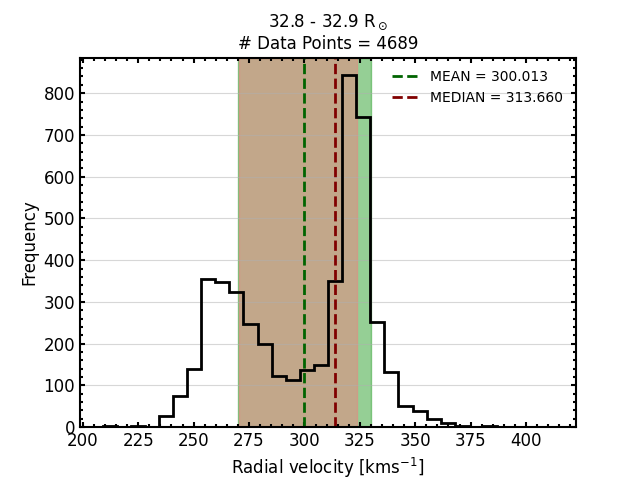 32.8 - 32.9 R⊙
# Data Points = 4689
MEAN = 300.013
MEDIAN = 313.660
Frequency
800
700
600
500
400
300
200
100
0
200 225 250 275 300 325 350 375 400
Radial velocity [kms⁻¹]